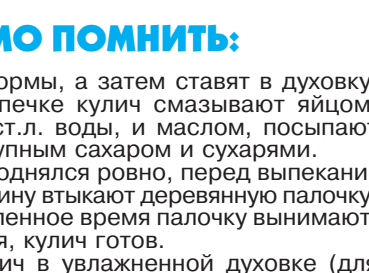 МО ПОМНИТЬ:
ормы, а затем ставят в духовку
печке кулич смазывают яйцом
ст.л. воды, и маслом, посыпают
упным сахаром и сухарями.
однялся ровно, перед выпекани
ину втыкают деревянную палочку
ленное время палочку вынимают
я, кулич готов.
ич в увлажненной духовке (для